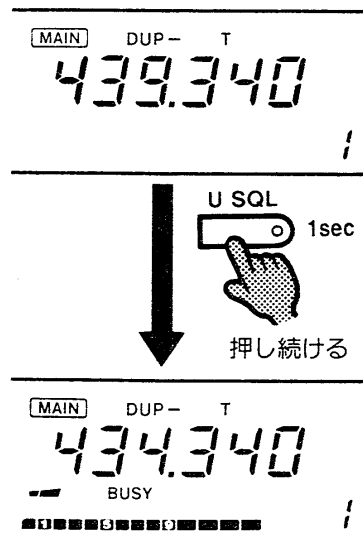 MAIN DUP− T
439.340
1
U SQL
1sec
押し続ける
MAIN DUP− T
434.340
BUSY
1 5 9
1